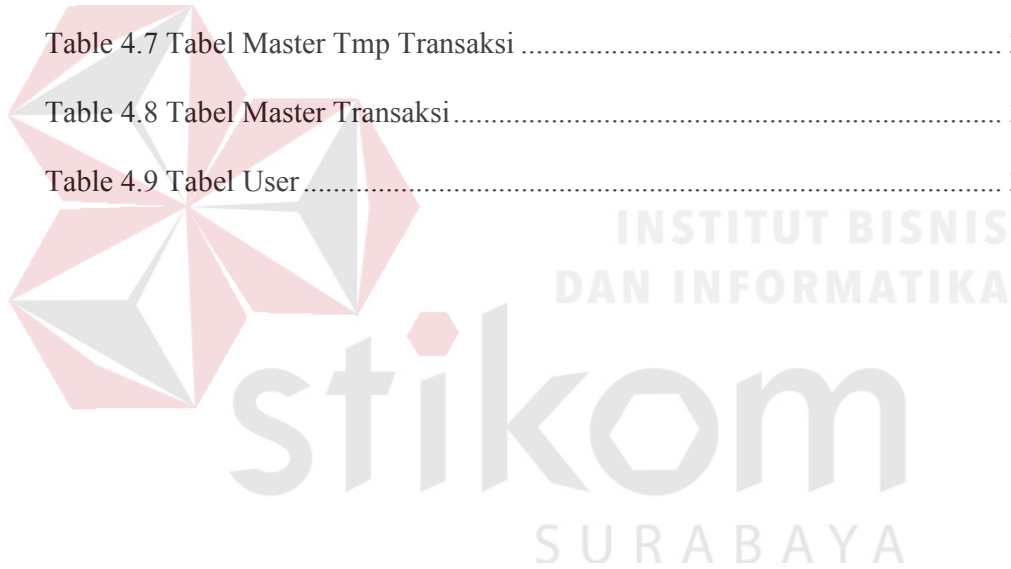 Table 4.7 Tabel Master Tmp Transaksi ................................................................
Table 4.8 Tabel Master Transaksi.........................................................................
Table 4.9 Tabel User .............................................................................................
INSTITUT BISNIS
DAN INFORMATIKA
stikom
SURABAYA